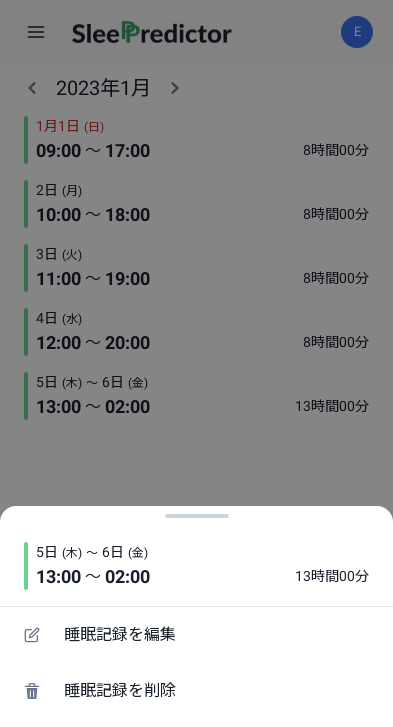 SleePredictor
E
2023年1月
1月1日 (日)
09:00 ～ 17:00 8時間00分
2日 (月)
10:00 ～ 18:00 8時間00分
3日 (火)
11:00 ～ 19:00 8時間00分
4日 (水)
12:00 ～ 20:00 8時間00分
5日 (木) ～ 6日 (金)
13:00 ～ 02:00 13時間00分
5日 (木) ～ 6日 (金)
13:00 ～ 02:00 13時間00分
睡眠記録を編集
睡眠記録を削除